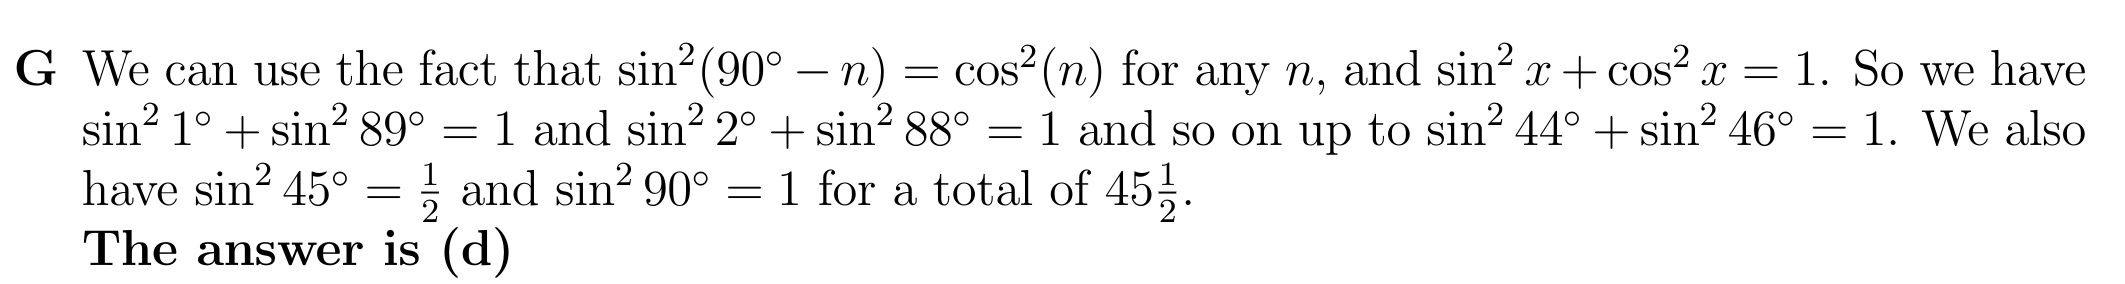 G We can use the fact that sin²(90° − n) = cos²(n) for any n, and sin² x + cos² x = 1. So we have
sin² 1° + sin² 89° = 1 and sin² 2° + sin² 88° = 1 and so on up to sin² 44° + sin² 46° = 1. We also
have sin² 45° = ½ and sin² 90° = 1 for a total of 45½.
The answer is (d)